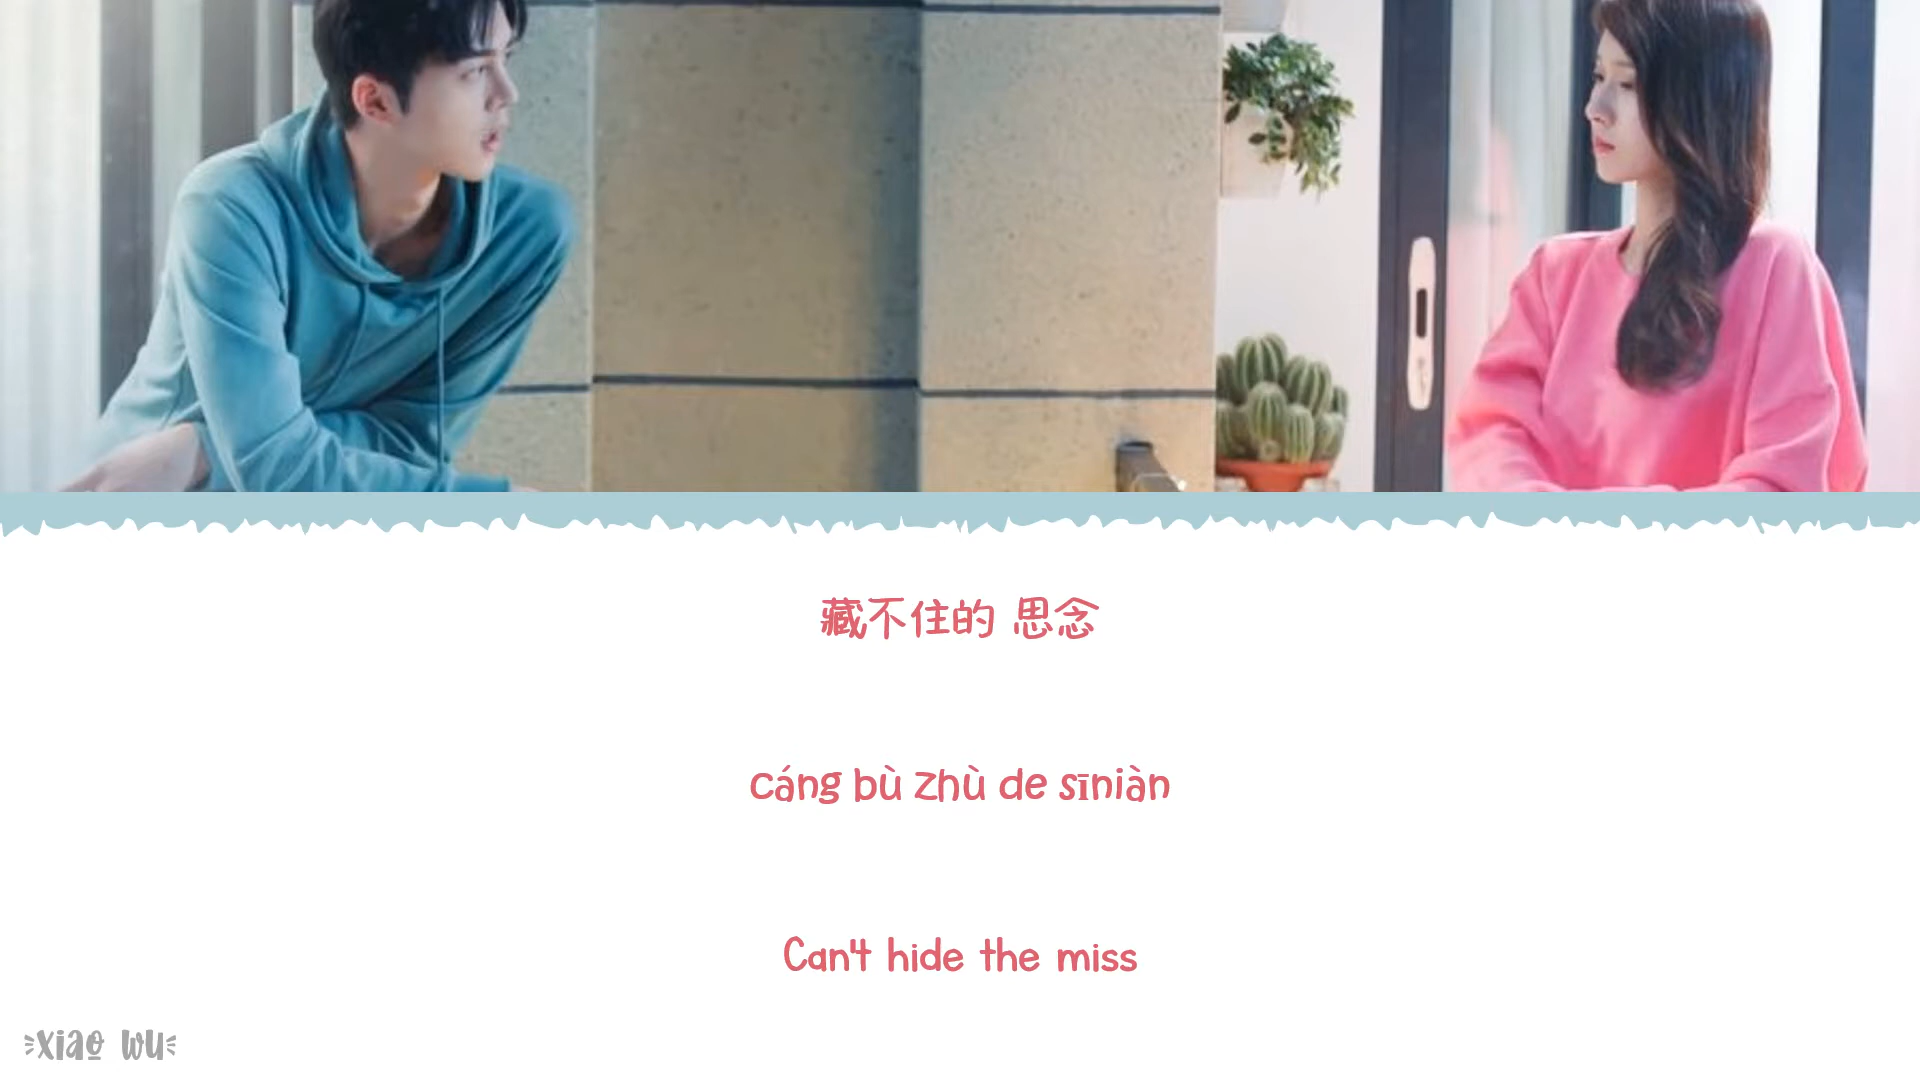 藏不住的 思念
cáng bù zhù de sīniàn
Can't hide the miss
xiao wu